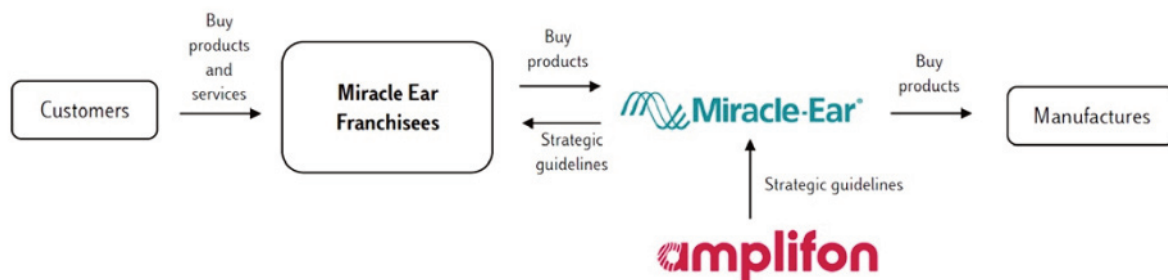 Customers
Buy
products
and
services
Miracle Ear
Franchisees
Buy
products
Strategic
guidelines
Miracle-Ear®
Buy
products
Manufactures
Strategic guidelines
amplifon